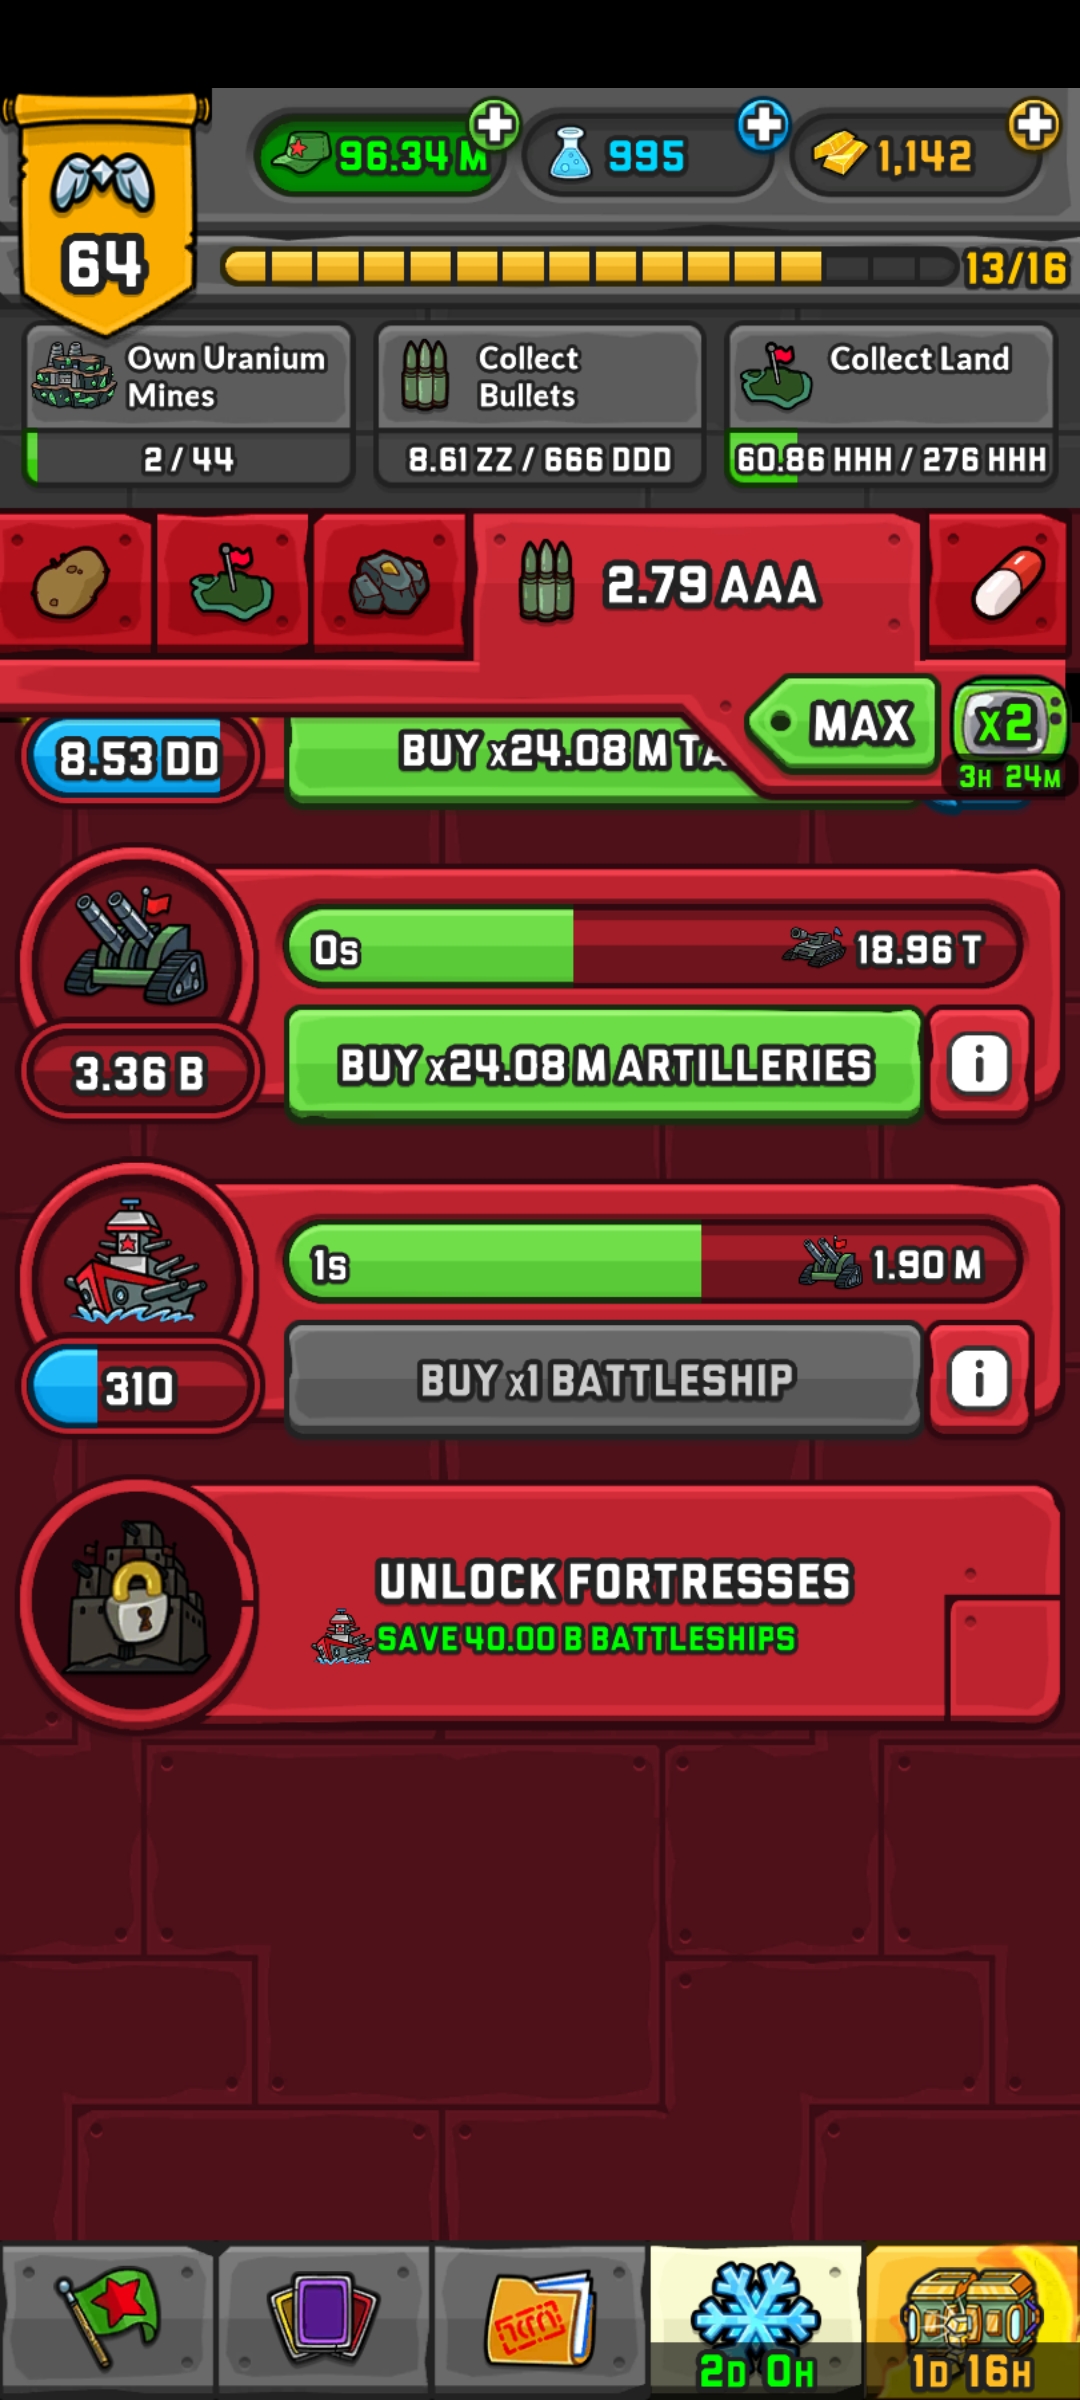 64
96.34 M
995
1,142
13/16
Own Uranium
Mines
2 / 44
Collect
Bullets
8.61 ZZ / 666 DDD
Collect Land
60.86 HHH / 276 HHH
2.79 AAA
MAX
X2
3H 24M
8.53 DD
BUY x24.08 M TA
0s
18.96 T
3.36 B
BUY x24.08 M ARTILLERIES
i
1s
1.90 M
310
BUY x1 BATTLESHIP
i
UNLOCK FORTRESSES
SAVE 40.00 B BATTLESHIPS
2D 0H
1D 16H